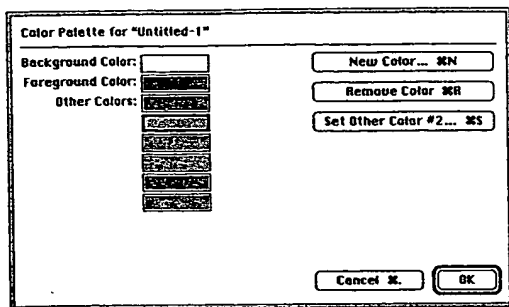 Color Palette for "Untitled-1"
Background Color:
Foreground Color:
Other Colors:
New Color... ⌘N
Remove Color ⌘R
Set Other Color #2... ⌘S
Cancel ⌘.
OK